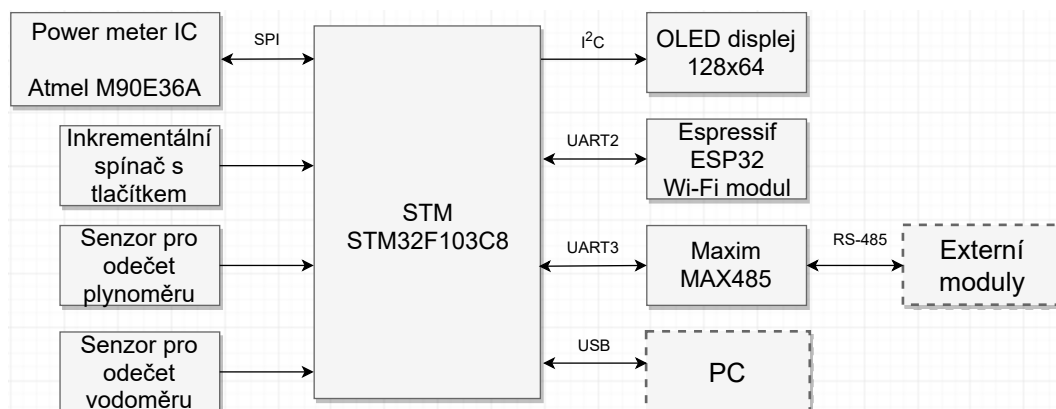 Power meter IC
Atmel M90E36A
SPI
Inkrementální
spínač s
tlačítkem
Senzor pro
odečet
plynoměru
Senzor pro
odečet
vodoměru
STM
STM32F103C8
I²C
OLED displej
128x64
UART2
Espressif
ESP32
Wi-Fi modul
UART3
Maxim
MAX485
RS-485
Externí
moduly
USB
PC